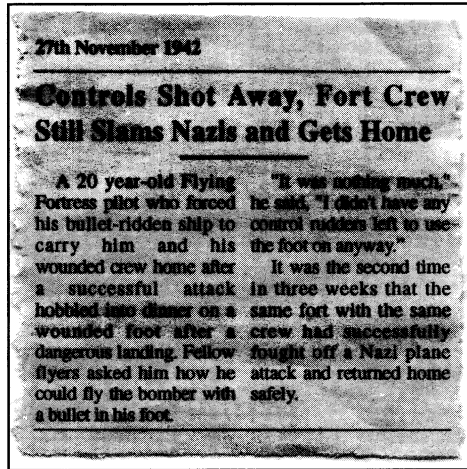 27th November 1942
Controls Shot Away, Fort Crew
Still Slams Nazis and Gets Home
A 20 year-old Flying
Fortress pilot who forced
his bullet-ridden ship to
carry him and his
wounded crew home after
a successful attack
hobbled into dinner on a
wounded foot after a
dangerous landing. Fellow
flyers asked him how he
could fly the bomber with
a bullet in his foot.
"It was nothing much,"
he said, "I didn't have any
control rudders left to use
the foot on anyway."
It was the second time
in three weeks that the
same fort with the same
crew had successfully
fought off a Nazi plane
attack and returned home
safely.